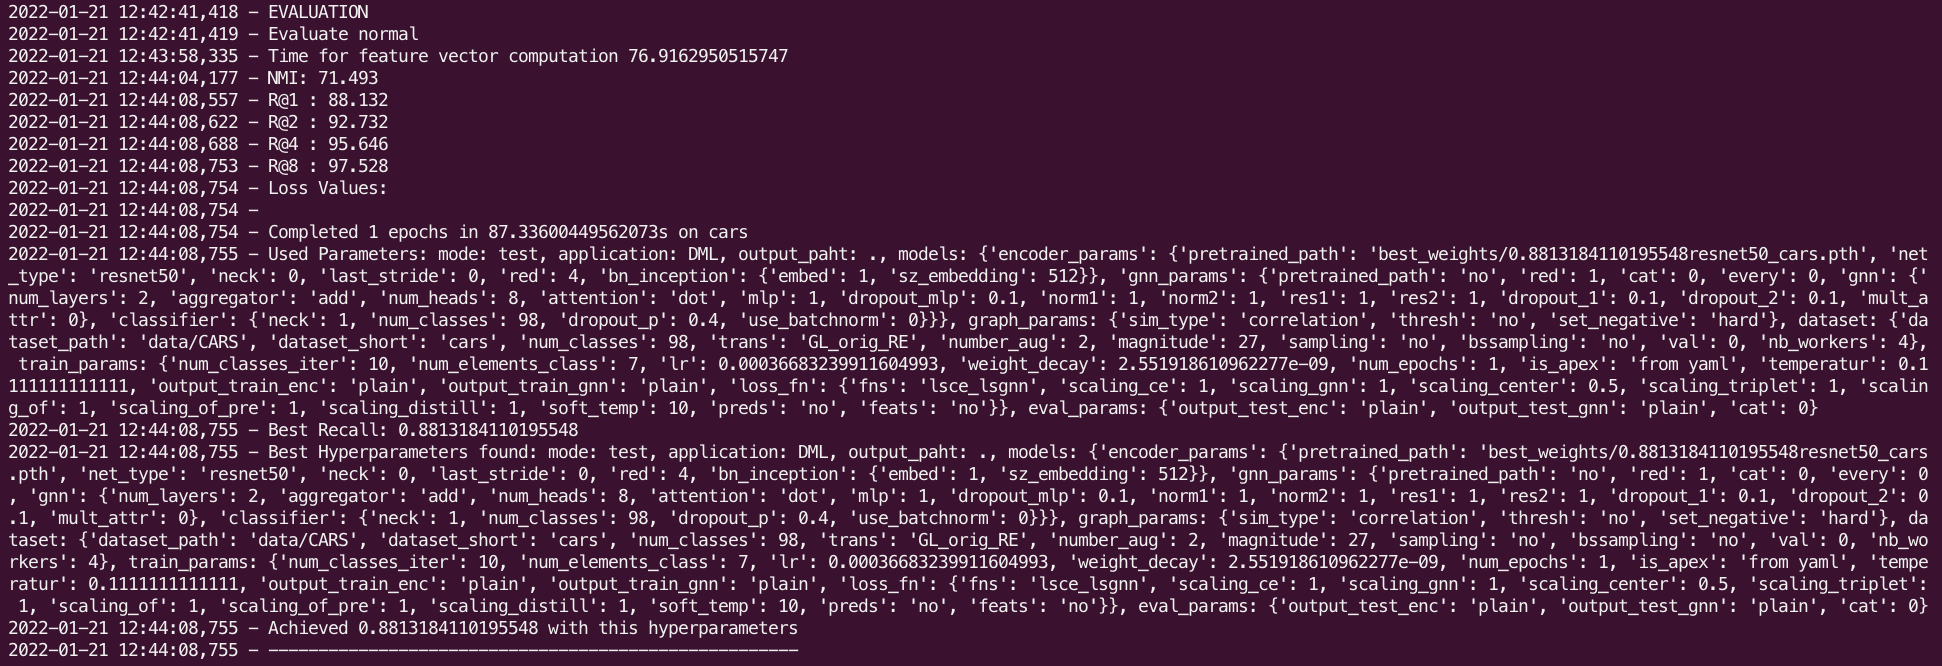 2022-01-21 12:42:41,418 - EVALUATION
2022-01-21 12:42:41,419 - Evaluate normal
2022-01-21 12:43:58,335 - Time for feature vector computation 76.9162950515747
2022-01-21 12:44:04,177 - NMI: 71.493
2022-01-21 12:44:08,557 - R@1 : 88.132
2022-01-21 12:44:08,622 - R@2 : 92.732
2022-01-21 12:44:08,688 - R@4 : 95.646
2022-01-21 12:44:08,753 - R@8 : 97.528
2022-01-21 12:44:08,754 - Loss Values:
2022-01-21 12:44:08,754 -
2022-01-21 12:44:08,754 - Completed 1 epochs in 87.33600449562073s on cars
2022-01-21 12:44:08,755 - Used Parameters: mode: test, application: DML, output_paht: ., models: {'encoder_params': {'pretrained_path': 'best_weights/0.8813184110195548resnet50_cars.pth', 'net
_type': 'resnet50', 'neck': 0, 'last_stride': 0, 'red': 4, 'bn_inception': {'embed': 1, 'sz_embedding': 512}}, 'gnn_params': {'pretrained_path': 'no', 'red': 1, 'cat': 0, 'every': 0, 'gnn': {'
num_layers': 2, 'aggregator': 'add', 'num_heads': 8, 'attention': 'dot', 'mlp': 1, 'dropout_mlp': 0.1, 'norm1': 1, 'norm2': 1, 'res1': 1, 'res2': 1, 'dropout_1': 0.1, 'dropout_2': 0.1, 'mult_a
ttr': 0}, 'classifier': {'neck': 1, 'num_classes': 98, 'dropout_p': 0.4, 'use_batchnorm': 0}}}, graph_params: {'sim_type': 'correlation', 'thresh': 'no', 'set_negative': 'hard'}, dataset: {'da
taset_path': 'data/CARS', 'dataset_short': 'cars', 'num_classes': 98, 'trans': 'GL_orig_RE', 'number_aug': 2, 'magnitude': 27, 'sampling': 'no', 'bssampling': 'no', 'val': 0, 'nb_workers': 4},
 train_params: {'num_classes_iter': 10, 'num_elements_class': 7, 'lr': 0.00036683239911604993, 'weight_decay': 2.551918610962277e-09, 'num_epochs': 1, 'is_apex': 'from yaml', 'temperatur': 0.1
111111111111, 'output_train_enc': 'plain', 'output_train_gnn': 'plain', 'loss_fn': {'fns': 'lsce_lsgnn', 'scaling_ce': 1, 'scaling_gnn': 1, 'scaling_center': 0.5, 'scaling_triplet': 1, 'scalin
g_of': 1, 'scaling_of_pre': 1, 'scaling_distill': 1, 'soft_temp': 10, 'preds': 'no', 'feats': 'no'}}, eval_params: {'output_test_enc': 'plain', 'output_test_gnn': 'plain', 'cat': 0}
2022-01-21 12:44:08,755 - Best Recall: 0.8813184110195548
2022-01-21 12:44:08,755 - Best Hyperparameters found: mode: test, application: DML, output_paht: ., models: {'encoder_params': {'pretrained_path': 'best_weights/0.8813184110195548resnet50_cars
.pth', 'net_type': 'resnet50', 'neck': 0, 'last_stride': 0, 'red': 4, 'bn_inception': {'embed': 1, 'sz_embedding': 512}}, 'gnn_params': {'pretrained_path': 'no', 'red': 1, 'cat': 0, 'every': 0
, 'gnn': {'num_layers': 2, 'aggregator': 'add', 'num_heads': 8, 'attention': 'dot', 'mlp': 1, 'dropout_mlp': 0.1, 'norm1': 1, 'norm2': 1, 'res1': 1, 'res2': 1, 'dropout_1': 0.1, 'dropout_2': 0
.1, 'mult_attr': 0}, 'classifier': {'neck': 1, 'num_classes': 98, 'dropout_p': 0.4, 'use_batchnorm': 0}}}, graph_params: {'sim_type': 'correlation', 'thresh': 'no', 'set_negative': 'hard'}, da
taset: {'dataset_path': 'data/CARS', 'dataset_short': 'cars', 'num_classes': 98, 'trans': 'GL_orig_RE', 'number_aug': 2, 'magnitude': 27, 'sampling': 'no', 'bssampling': 'no', 'val': 0, 'nb_wo
rkers': 4}, train_params: {'num_classes_iter': 10, 'num_elements_class': 7, 'lr': 0.00036683239911604993, 'weight_decay': 2.551918610962277e-09, 'num_epochs': 1, 'is_apex': 'from yaml', 'tempe
ratur': 0.1111111111111, 'output_train_enc': 'plain', 'output_train_gnn': 'plain', 'loss_fn': {'fns': 'lsce_lsgnn', 'scaling_ce': 1, 'scaling_gnn': 1, 'scaling_center': 0.5, 'scaling_triplet':
 1, 'scaling_of': 1, 'scaling_of_pre': 1, 'scaling_distill': 1, 'soft_temp': 10, 'preds': 'no', 'feats': 'no'}}, eval_params: {'output_test_enc': 'plain', 'output_test_gnn': 'plain', 'cat': 0}
2022-01-21 12:44:08,755 - Achieved 0.8813184110195548 with this hyperparameters
2022-01-21 12:44:08,755 - -----------------------------------------------------